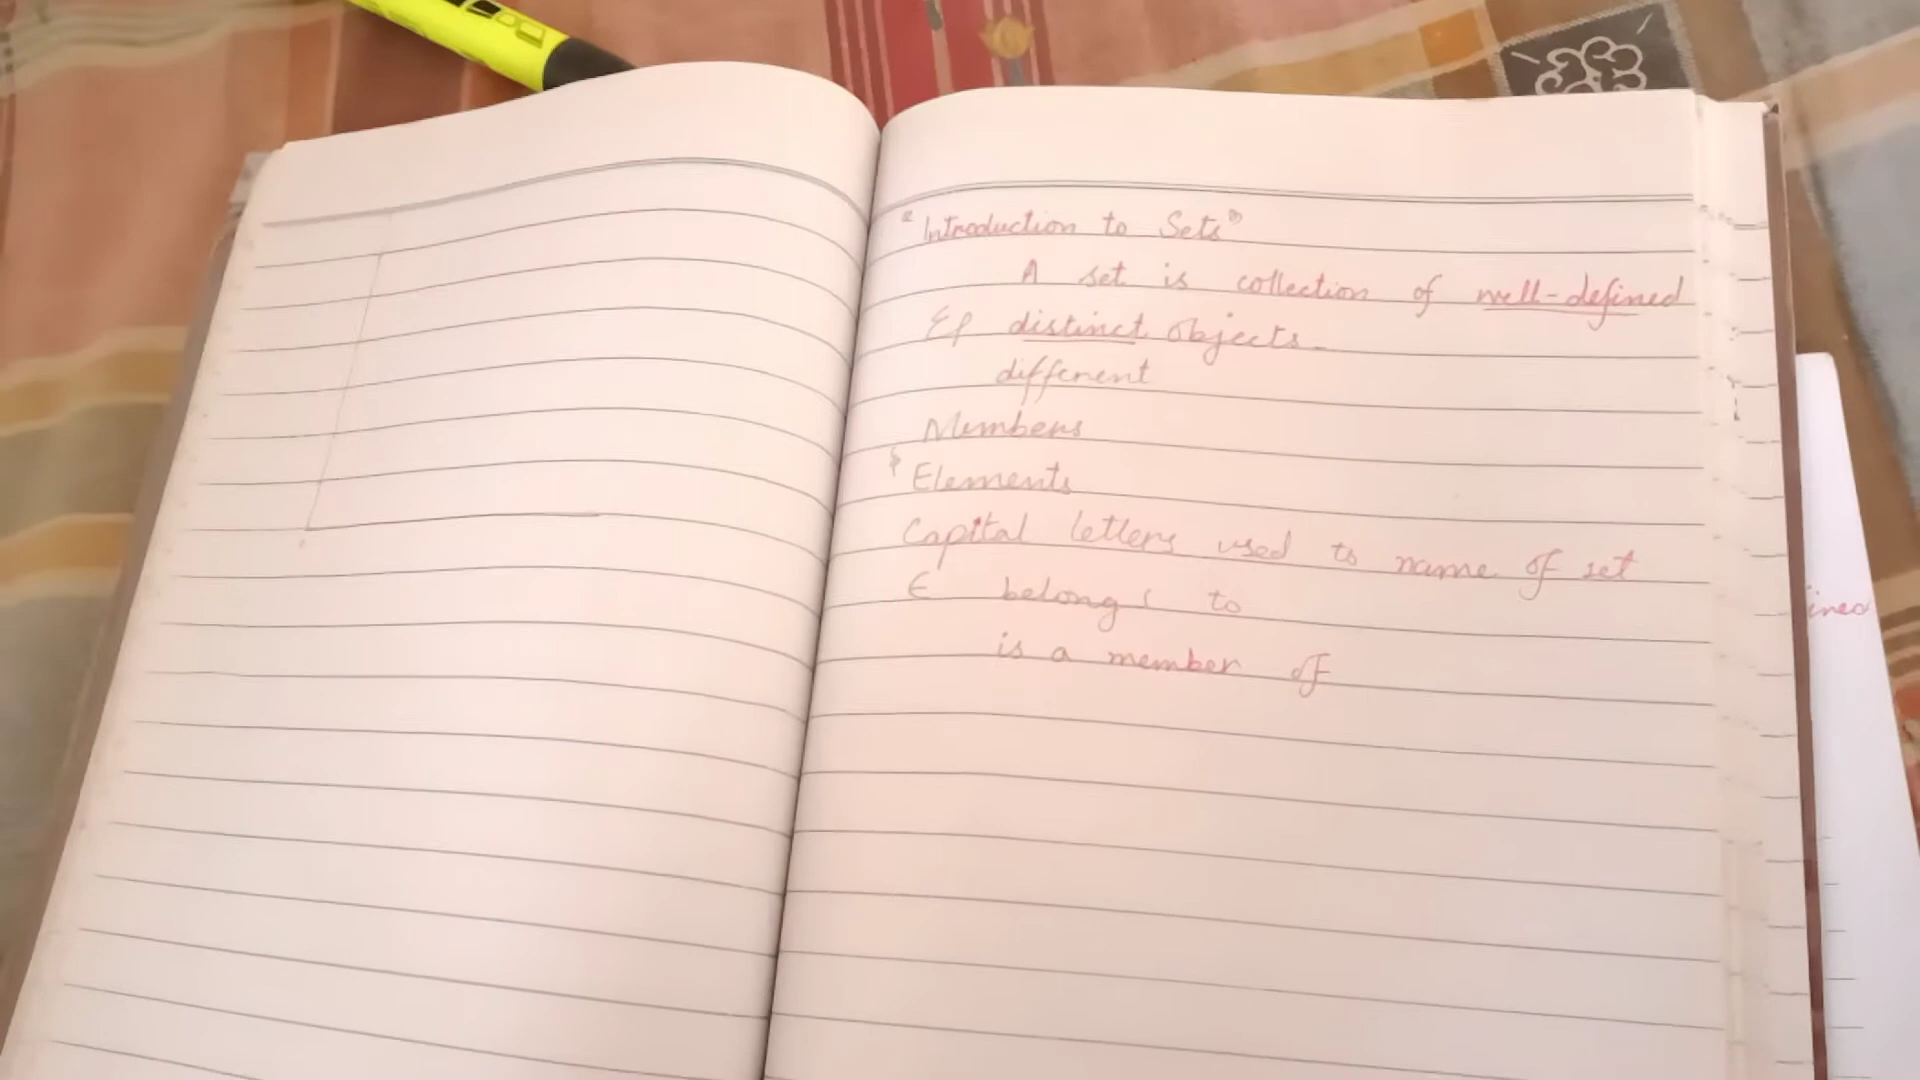 "Introduction to Sets"
A set is collection of well-defined
& distinct objects.
different
Members
Elements
Capital letters used to name of set
∈ belongs to
is a member of
ined